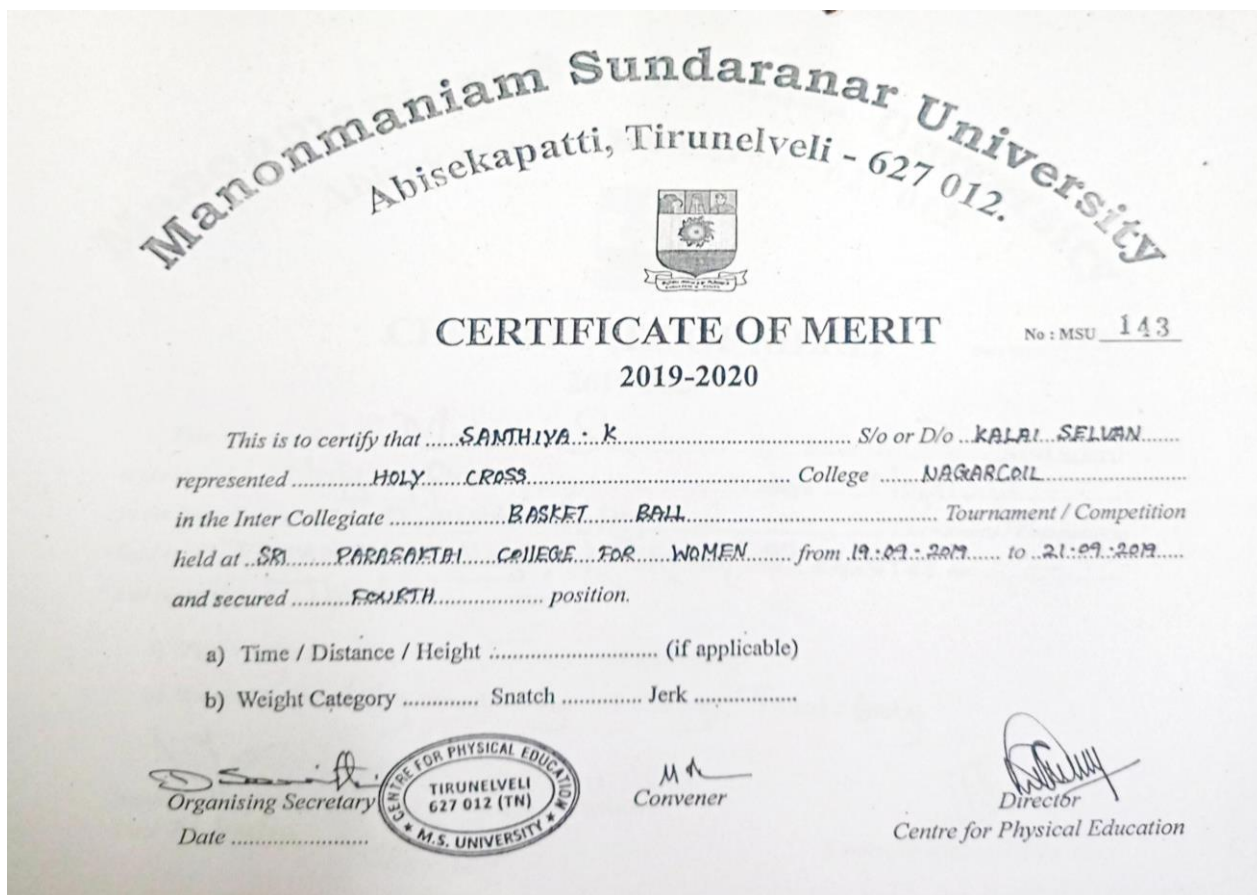 Manonmaniam Sundaranar University
Abisekapatti, Tirunelveli - 627 012.
CERTIFICATE OF MERIT
No : MSU 143
2019-2020
This is to certify that .....SANTHIYA. K................................... S/o or D/o ..KALAI...SELVAN......
represented .............HOLY......CROSS........................................... College ......NAGARCOIL......................
in the Inter Collegiate ...................BASKET.......BALL.......................................... Tournament / Competition
held at ..SRI.......PARASAKTHI.....COLLEGE..FOR....WOMEN....... from .19.:09.-.2019...... to ..21.-09.-2019.....
and secured ..........FOURTH.................. position.
a) Time / Distance / Height .............................. (if applicable)
b) Weight Category ............. Snatch .............. Jerk ..................
Organising Secretary
CENTRE FOR PHYSICAL EDUCATION
TIRUNELVELI
627 012 (TN)
M.S. UNIVERSITY
Convener
Director
Date .........................
Centre for Physical Education